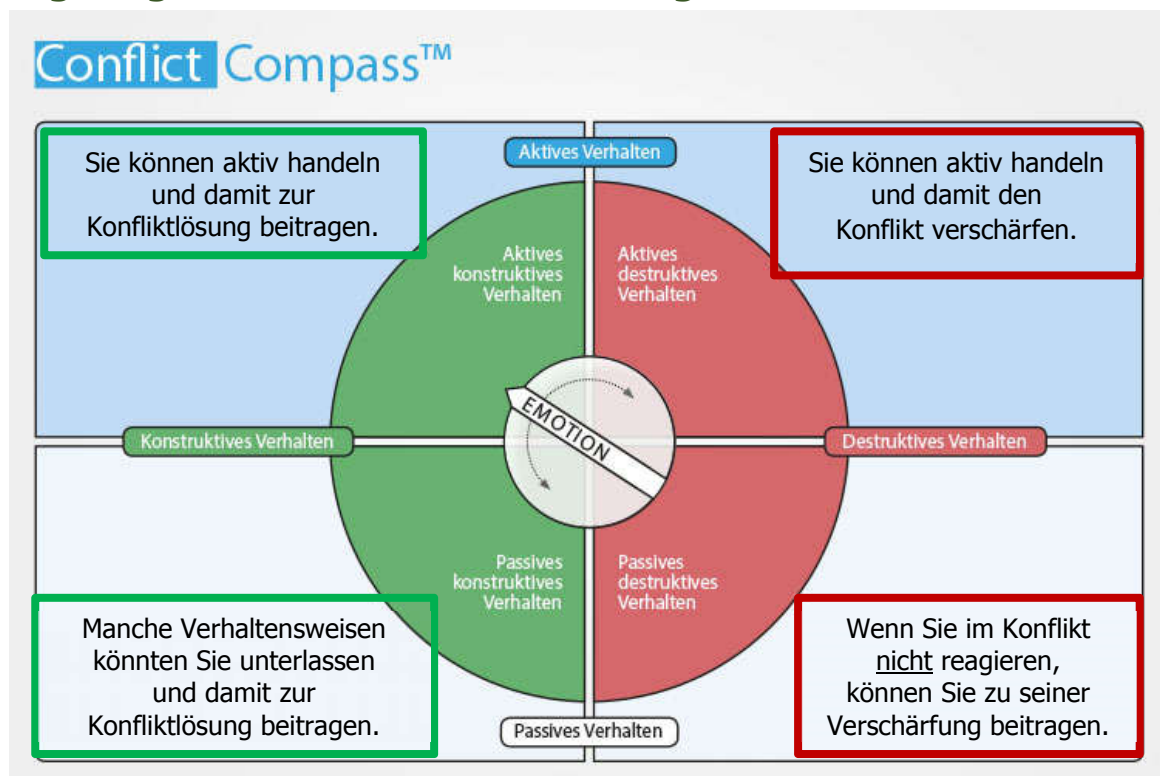 Conflict Compass™
Aktives Verhalten
Sie können aktiv handeln
und damit zur
Konfliktlösung beitragen.
Sie können aktiv handeln
und damit den
Konflikt verschärfen.
Aktives
konstruktives
Verhalten
Aktives
destruktives
Verhalten
EMOTION
Konstruktives Verhalten
Destruktives Verhalten
Passives
konstruktives
Verhalten
Passives
destruktives
Verhalten
Manche Verhaltensweisen
könnten Sie unterlassen
und damit zur
Konfliktlösung beitragen.
Wenn Sie im Konflikt
nicht reagieren,
können Sie zu seiner
Verschärfung beitragen.
Passives Verhalten